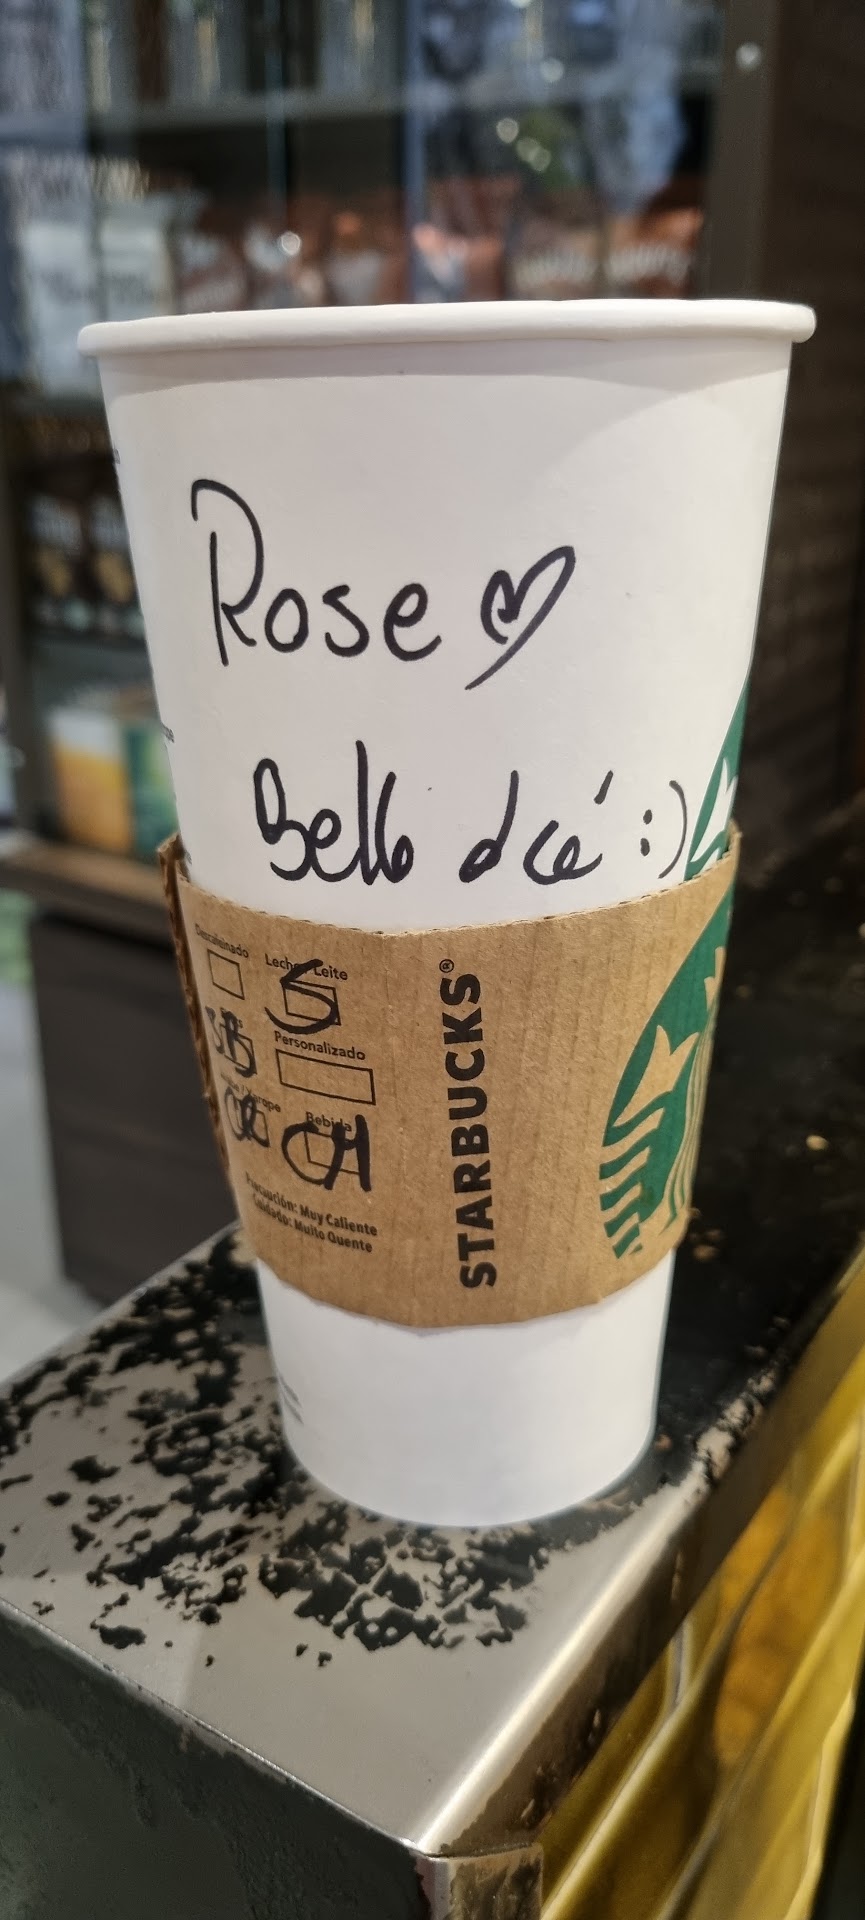 Rose
Bello día :)
Descafeinado
Leche / Leite
S
Personalizado
Bebida
Precaución: Muy Caliente
Cuidado: Muito Quente
STARBUCKS®